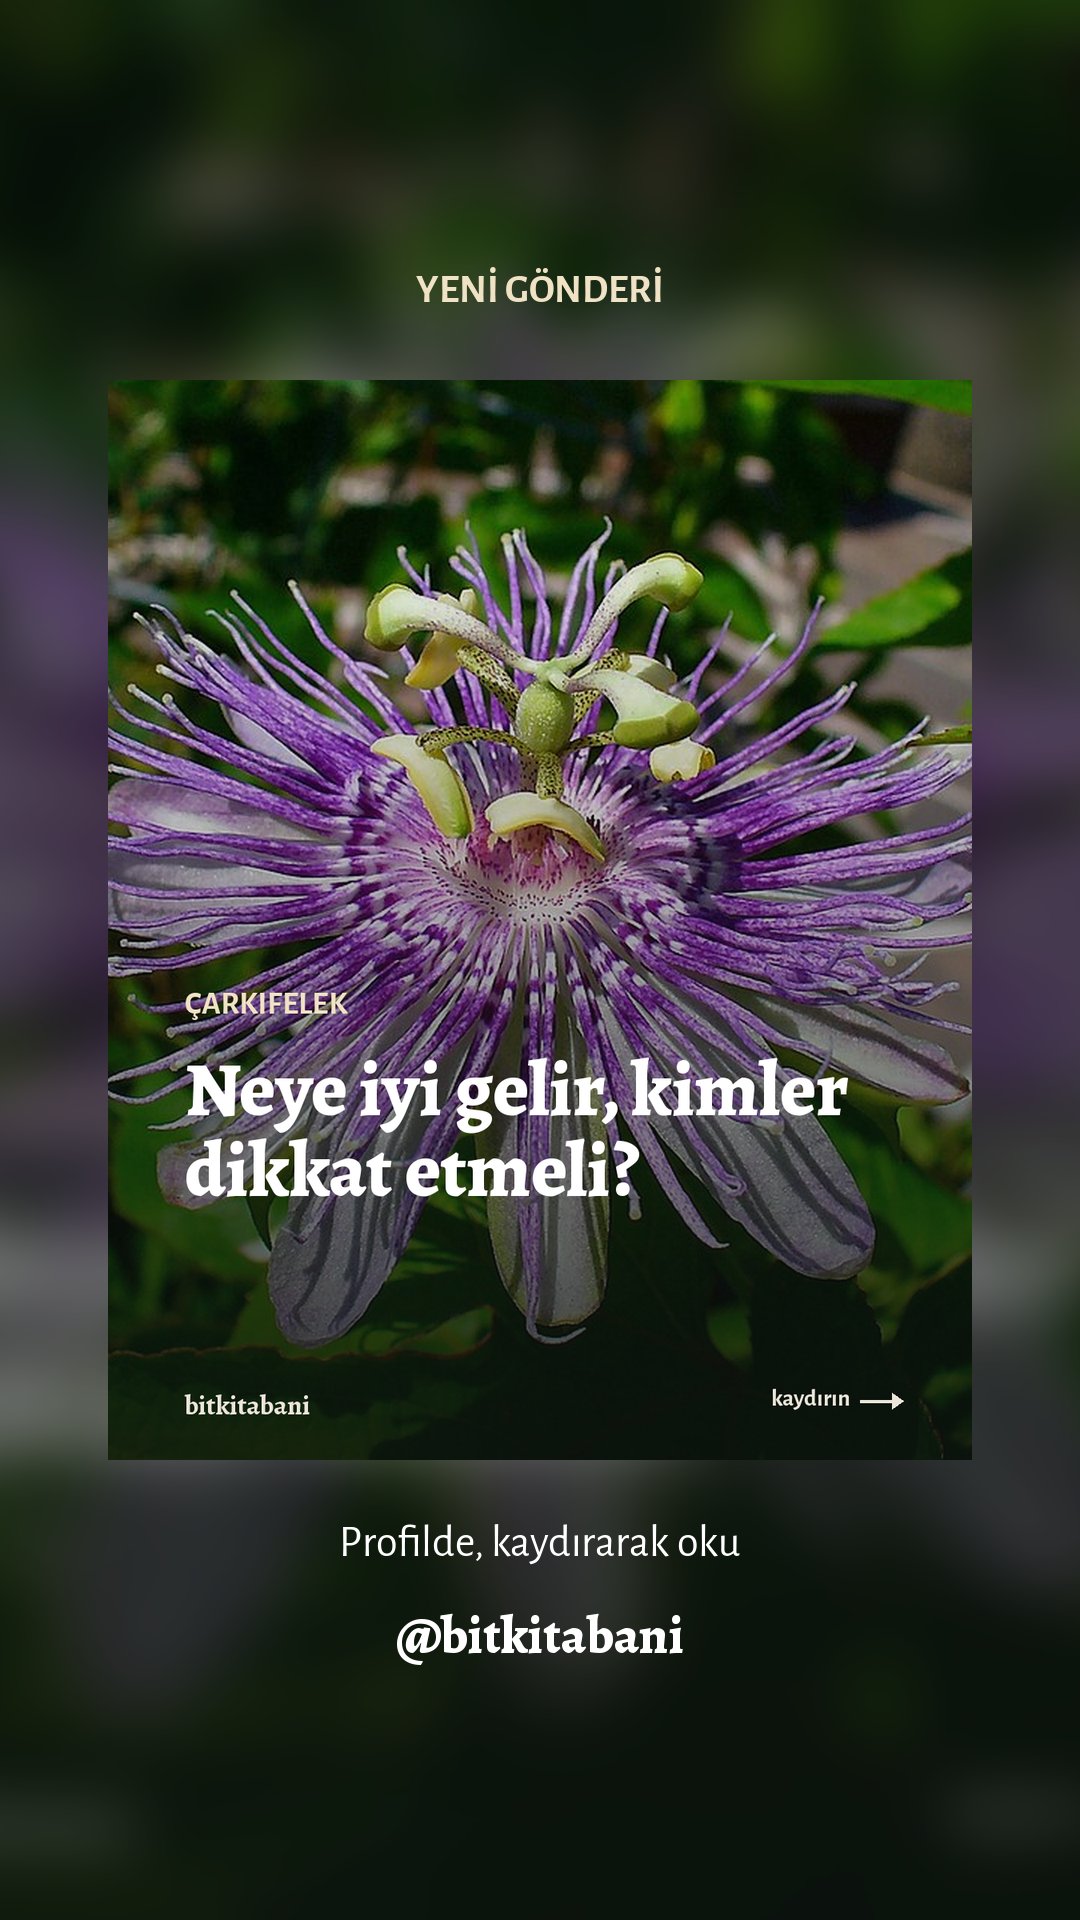 YENİ GÖNDERİ
ÇARKIFELEK
Neye iyi gelir, kimler
dikkat etmeli?
bitkitabani
kaydırın
Profilde, kaydırarak oku
@bitkitabani